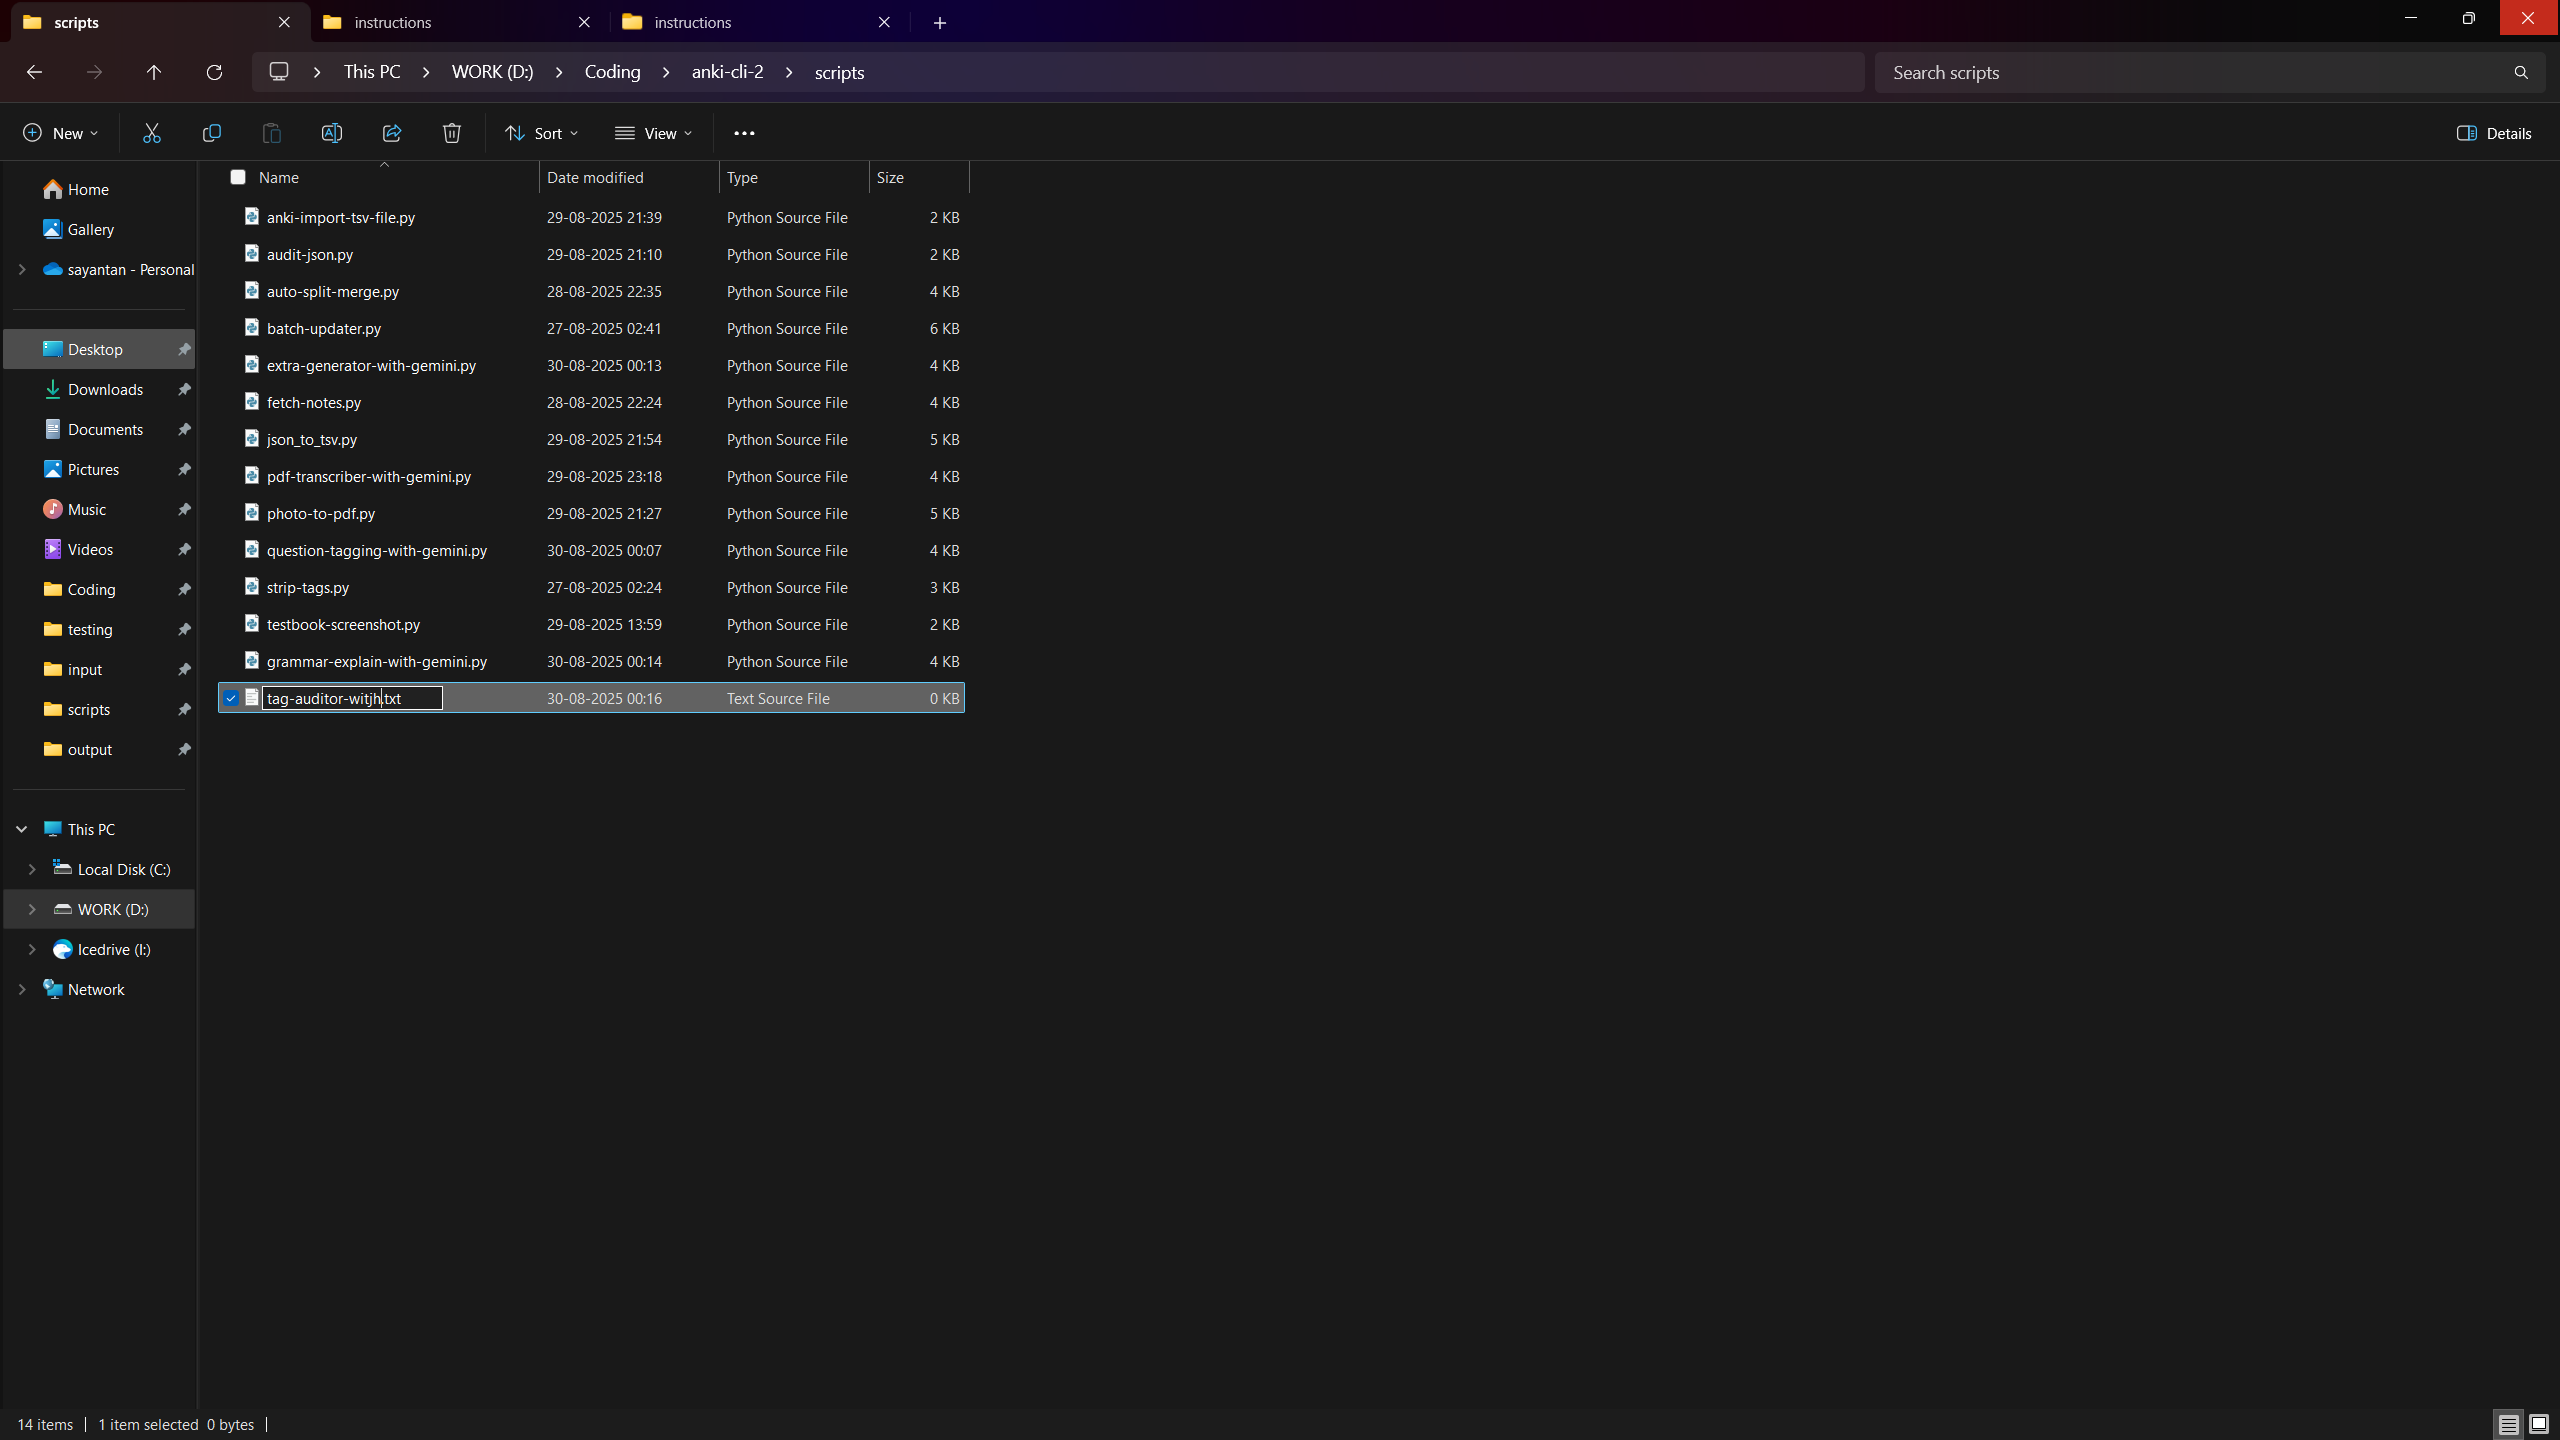 scripts
instructions
instructions
This PC > WORK (D:) > Coding > anki-cli-2 > scripts
Search scripts
New
Sort
View
Details
Name Date modified Type Size
Home
Gallery
sayantan - Personal
Desktop
Downloads
Documents
Pictures
Music
Videos
Coding
testing
input
scripts
output
This PC
Local Disk (C:)
WORK (D:)
Icedrive (I:)
Network
anki-import-tsv-file.py 29-08-2025 21:39 Python Source File 2 KB
audit-json.py 29-08-2025 21:10 Python Source File 2 KB
auto-split-merge.py 28-08-2025 22:35 Python Source File 4 KB
batch-updater.py 27-08-2025 02:41 Python Source File 6 KB
extra-generator-with-gemini.py 30-08-2025 00:13 Python Source File 4 KB
fetch-notes.py 28-08-2025 22:24 Python Source File 4 KB
json_to_tsv.py 29-08-2025 21:54 Python Source File 5 KB
pdf-transcriber-with-gemini.py 29-08-2025 23:18 Python Source File 4 KB
photo-to-pdf.py 29-08-2025 21:27 Python Source File 5 KB
question-tagging-with-gemini.py 30-08-2025 00:07 Python Source File 4 KB
strip-tags.py 27-08-2025 02:24 Python Source File 3 KB
testbook-screenshot.py 29-08-2025 13:59 Python Source File 2 KB
grammar-explain-with-gemini.py 30-08-2025 00:14 Python Source File 4 KB
tag-auditor-witjh.txt 30-08-2025 00:16 Text Source File 0 KB
14 items 1 item selected 0 bytes